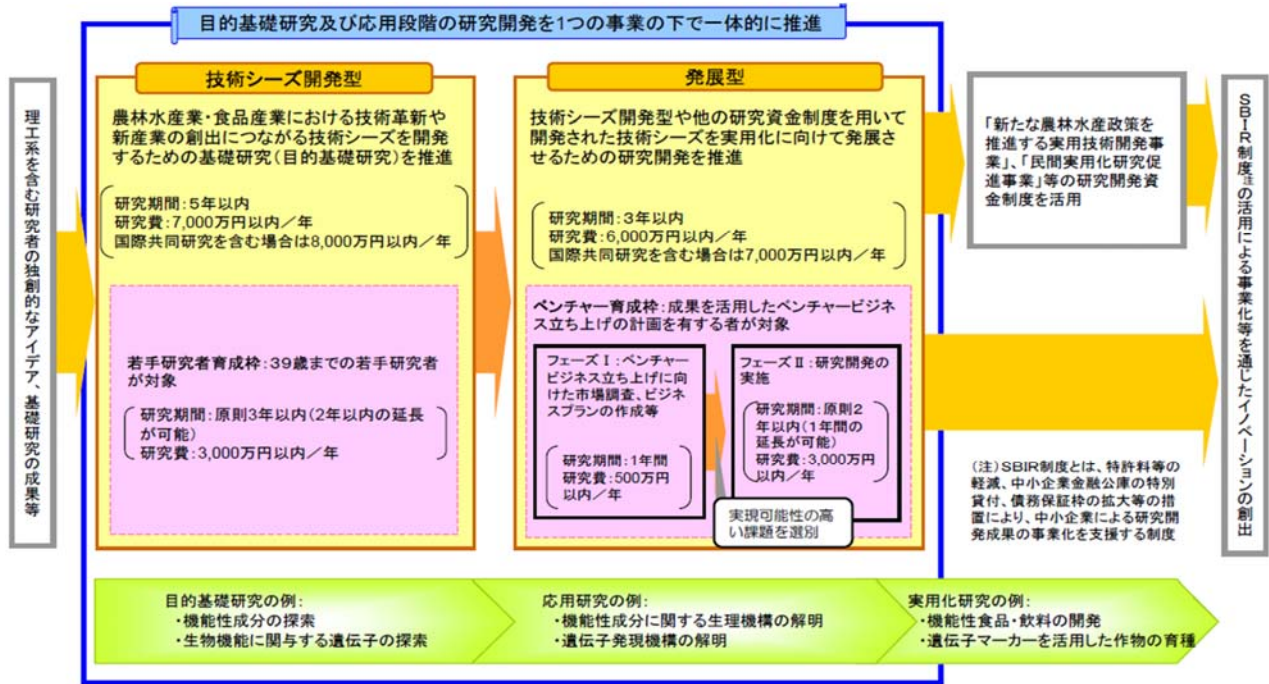 目的基礎研究及び応用段階の研究開発を1つの事業の下で一体的に推進
理工系を含む研究者の独創的なアイデア、基礎研究の成果等
技術シーズ開発型
農林水産業・食品産業における技術革新や
新産業の創出につながる技術シーズを開発
するための基礎研究(目的基礎研究)を推進
研究期間:5年以内
研究費:7,000万円以内/年
国際共同研究を含む場合は8,000万円以内/年
若手研究者育成枠:39歳までの若手研究者
が対象
研究期間:原則3年以内(2年以内の延長
が可能)
研究費:3,000万円以内/年
発展型
技術シーズ開発型や他の研究資金制度を用いて
開発された技術シーズを実用化に向けて発展さ
せるための研究開発を推進
研究期間:3年以内
研究費:6,000万円以内/年
国際共同研究を含む場合は7,000万円以内/年
ベンチャー育成枠:成果を活用したベンチャービジネ
ス立ち上げの計画を有する者が対象
フェーズⅠ:ベンチャー
ビジネス立ち上げに向
けた市場調査、ビジネ
スプランの作成等
研究期間:1年間
研究費:500万円
以内/年
フェーズⅡ:研究開発の
実施
研究期間:原則2
年以内(1年間の
延長が可能)
研究費:3,000万円
以内/年
実現可能性の高
い課題を選別
「新たな農林水産政策を
推進する実用技術開発事
業」、「民間実用化研究促
進事業」等の研究開発資
金制度を活用
SBIR制度注の活用による事業化等を通じたイノベーションの創出
(注)SBIR制度とは、特許料等の
軽減、中小企業金融公庫の特別
貸付、債務保証枠の拡大等の措
置により、中小企業による研究開
発成果の事業化を支援する制度
目的基礎研究の例:
・機能性成分の探索
・生物機能に関与する遺伝子の探索
応用研究の例:
・機能性成分に関する生理機構の解明
・遺伝子発現機構の解明
実用化研究の例:
・機能性食品・飲料の開発
・遺伝子マーカーを活用した作物の育種